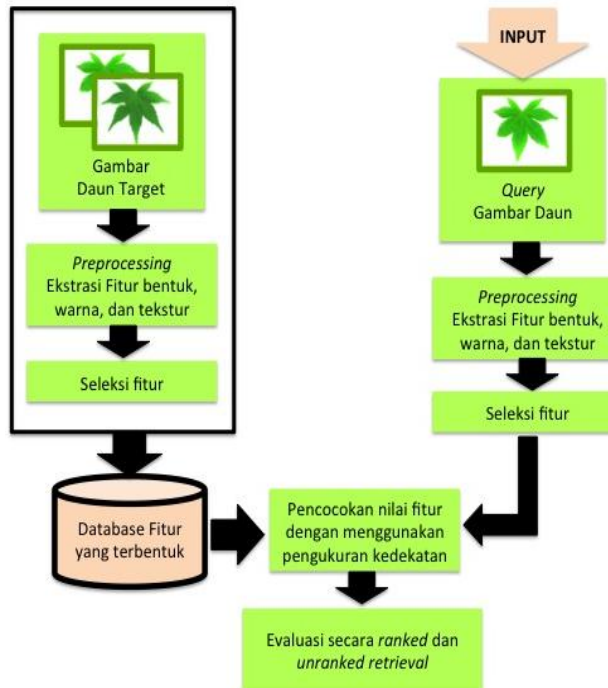 Gambar
Daun Target
Preprocessing
Ekstrasi Fitur bentuk,
warna, dan tekstur
Seleksi fitur
Database Fitur
yang terbentuk
INPUT
Query
Gambar Daun
Preprocessing
Ekstrasi Fitur bentuk,
warna, dan tekstur
Seleksi fitur
Pencocokan nilai fitur
dengan menggunakan
pengukuran kedekatan
Evaluasi secara ranked dan
unranked retrieval